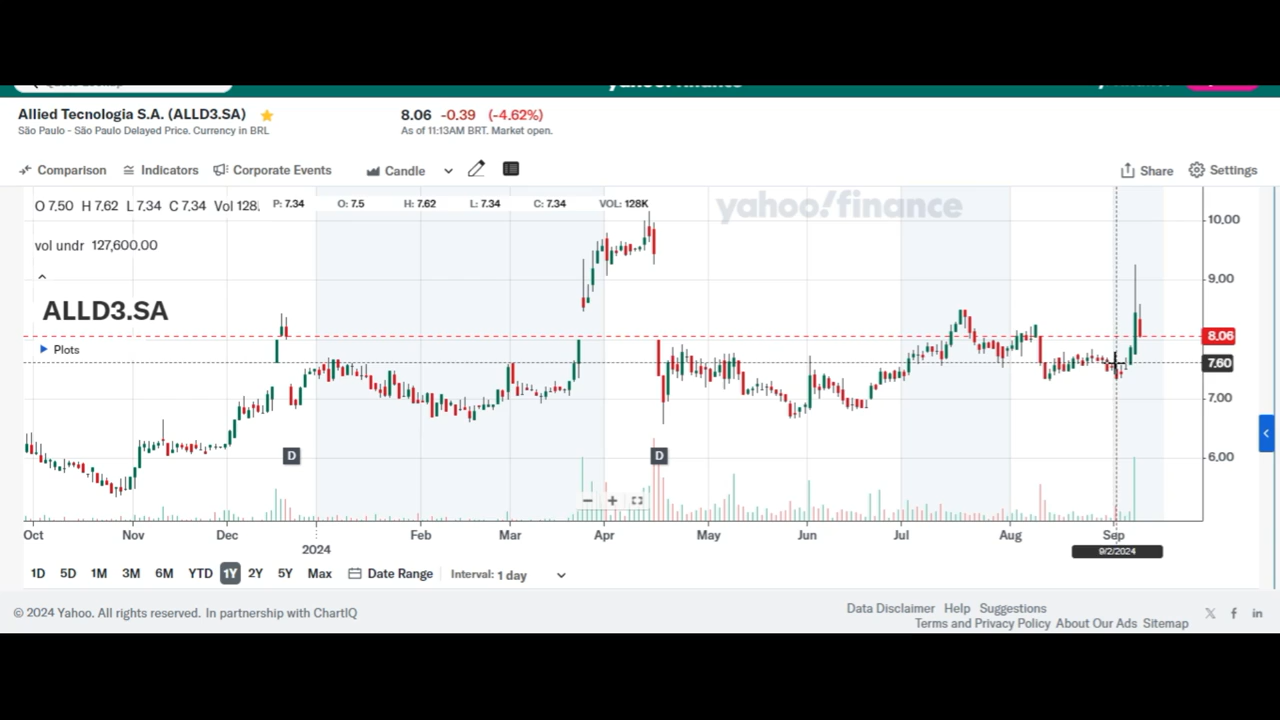 yahoo!finance
Allied Tecnologia S.A. (ALLD3.SA)
8.06 -0.39 (-4.62%)
São Paulo - São Paulo Delayed Price. Currency in BRL
As of 11:13AM BRT. Market open.
Comparison Indicators Corporate Events Candle Share Settings
O 7.50 H 7.62 L 7.34 C 7.34 Vol 128.
P: 7.34 O: 7.5 H: 7.62 L: 7.34 C: 7.34 VOL: 128K
yahoo!finance
10.00
vol undr 127,600.00
9.00
ALLD3.SA
8.06
Plots
7.60
7.00
D D
6.00
Oct Nov Dec Feb Mar Apr May Jun Jul Aug Sep
2024
9/2/2024
1D 5D 1M 3M 6M YTD 1Y 2Y 5Y Max Date Range Interval: 1 day
© 2024 Yahoo. All rights reserved. In partnership with ChartIQ
Data Disclaimer Help Suggestions
Terms and Privacy Policy About Our Ads Sitemap